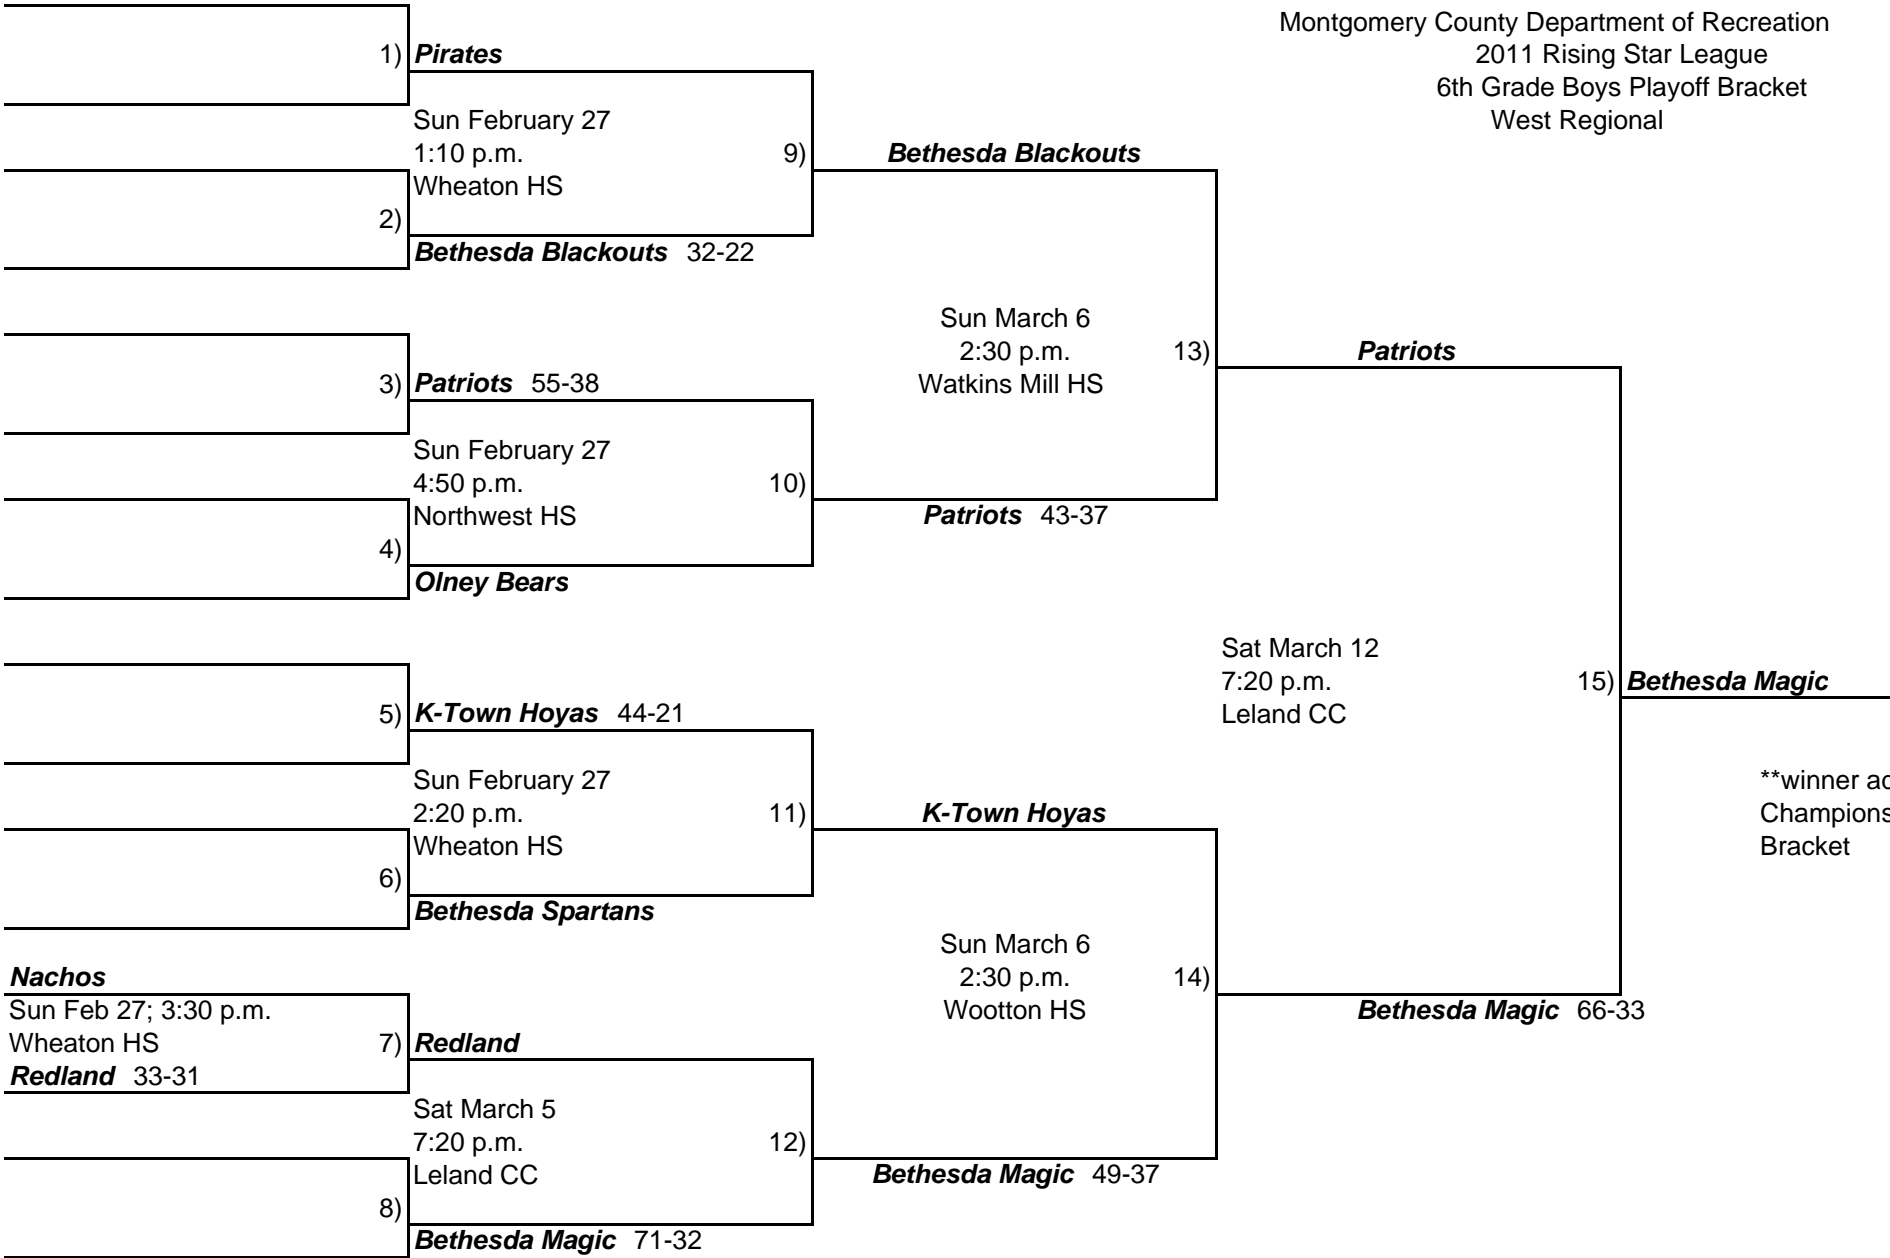 Montgomery County Department of Recreation
2011 Rising Star League
6th Grade Boys Playoff Bracket
West Regional
1) Pirates
Sun February 27
1:10 p.m.
9)
Wheaton HS
Bethesda Blackouts
2)
Bethesda Blackouts 32-22
Sun March 6
2:30 p.m.
13)
Watkins Mill HS
Patriots
3) Patriots 55-38
Sun February 27
4:50 p.m.
10)
Northwest HS
Patriots 43-37
4)
Olney Bears
Sat March 12
7:20 p.m.
15) Bethesda Magic
Leland CC
5) K-Town Hoyas 44-21
Sun February 27
2:20 p.m.
11)
Wheaton HS
K-Town Hoyas
**winner
Bracket
6)
Bethesda Spartans
Sun March 6
2:30 p.m.
14)
Wootton HS
Bethesda Magic 66-33
Nachos
Sun Feb 27; 3:30 p.m.
Wheaton HS
7) Redland
Redland 33-31
Sat March 5
7:20 p.m.
12)
Leland CC
Bethesda Magic 49-37
8)
Bethesda Magic 71-32